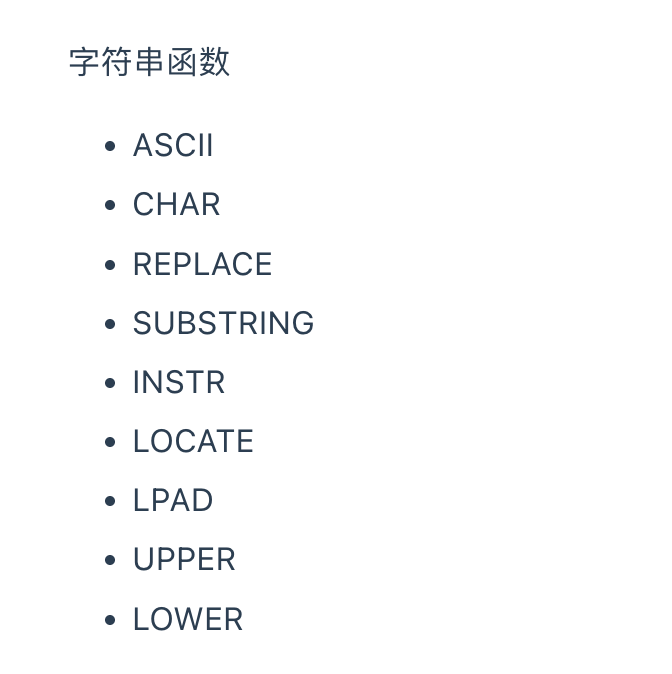 字符串函数
• ASCII
• CHAR
• REPLACE
• SUBSTRING
• INSTR
• LOCATE
• LPAD
• UPPER
• LOWER